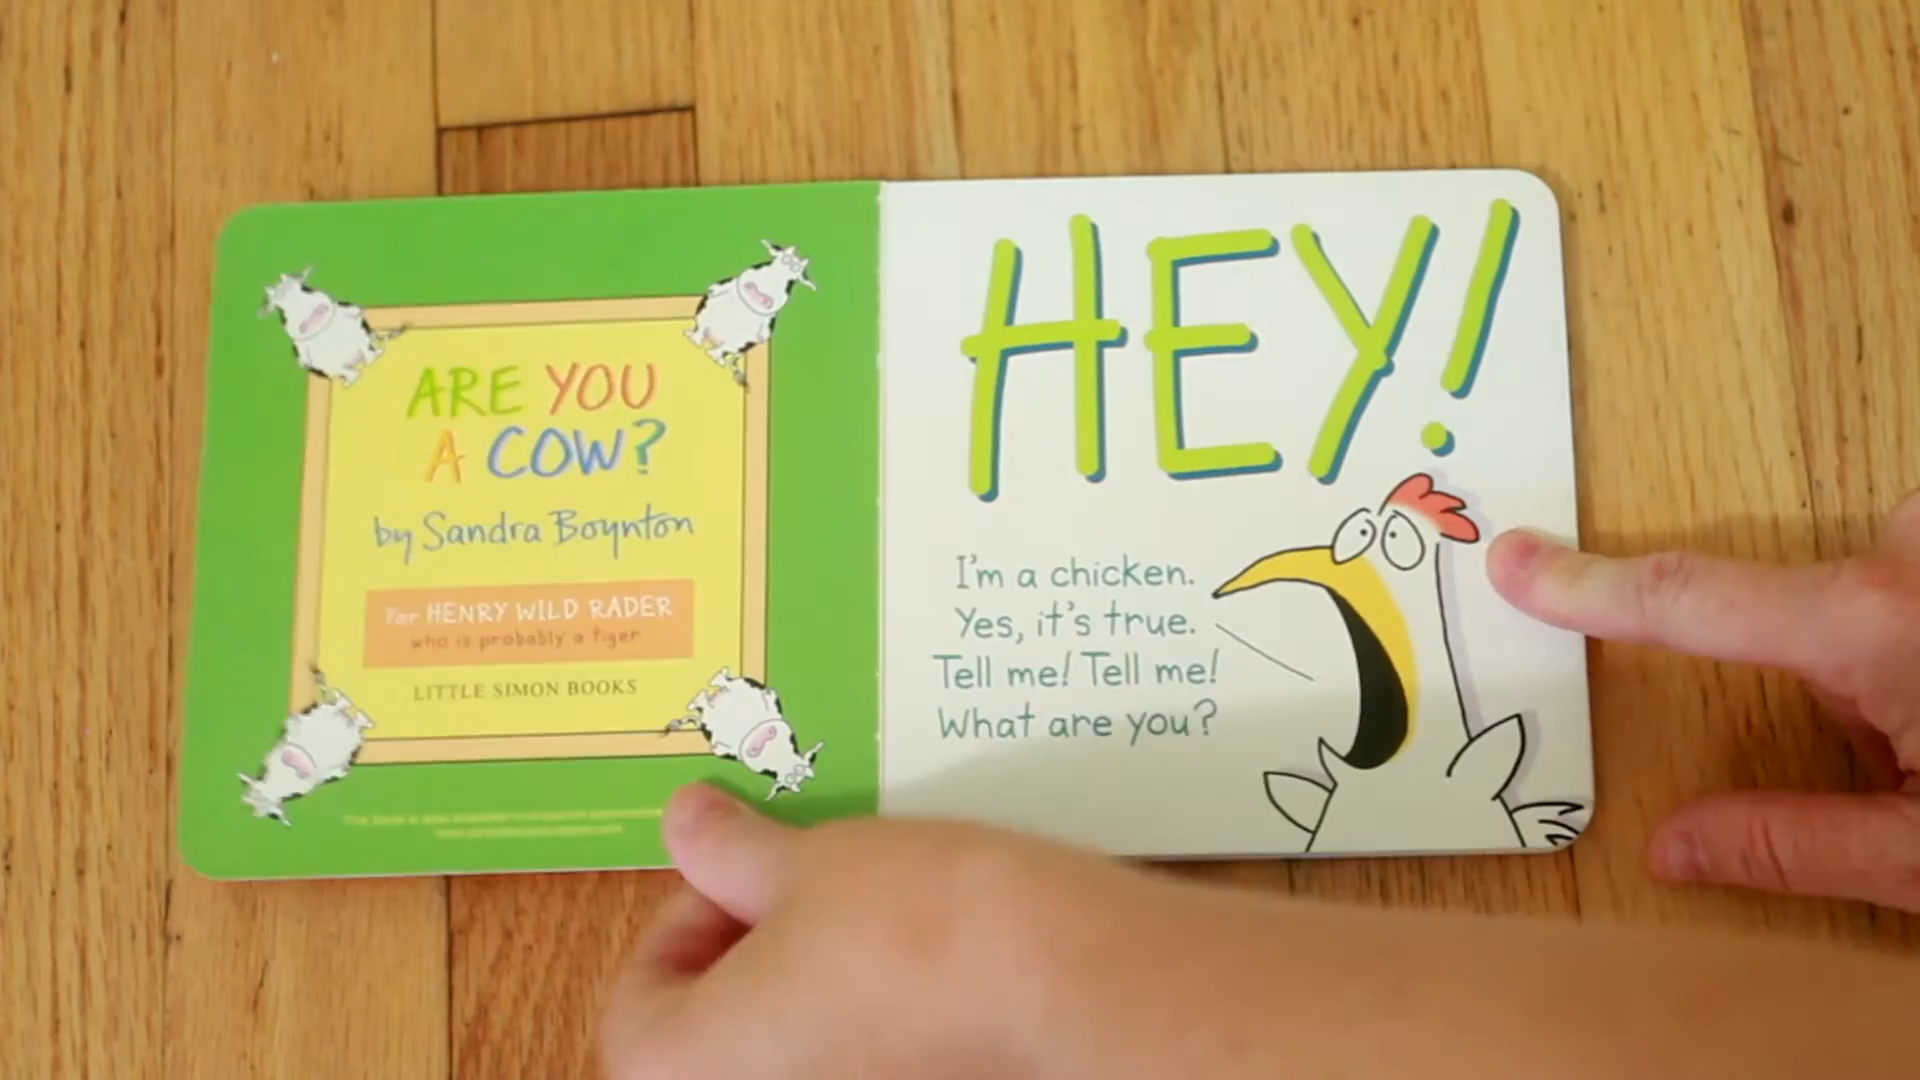 ARE YOU
A COW?
by Sandra Boynton
For HENRY WILD RADER
who is probably a tiger
LITTLE SIMON BOOKS
HEY!
I'm a chicken.
Yes, it's true.
Tell me! Tell me!
What are you?